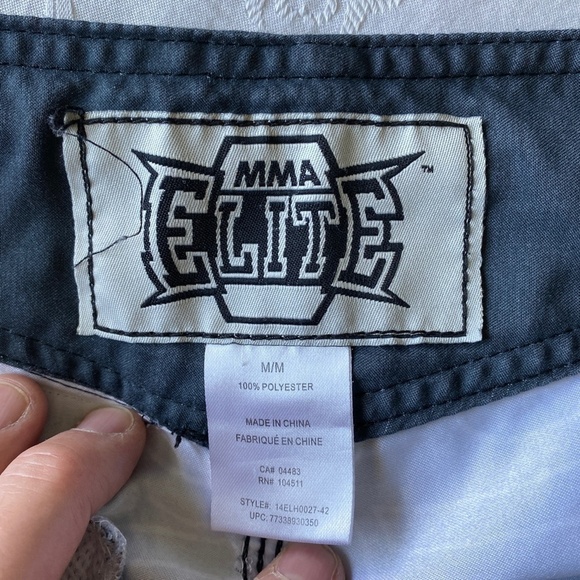 MMA
ELITE
™
M/M
100% POLYESTER
MADE IN CHINA
FABRIQUÉ EN CHINE
CA# 04483
RN# 104511
STYLE#: 14ELH0027-42
UPC: 77338930350